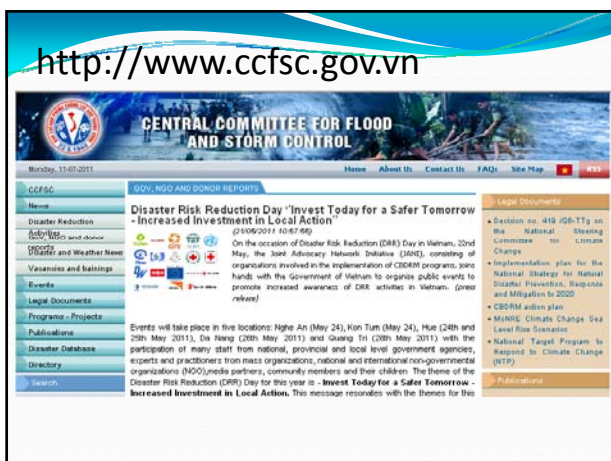 http://www.ccfsc.gov.vn
CENTRAL COMMITTEE FOR FLOOD
AND STORM CONTROL
Monday, 11-07-2011
Home About Us Contact Us FAQs Site Map RSS
CCFSC
News
Disaster Reduction
Activities
Gov, NGO and donor
reports
Disaster and Weather News
Vacancies and trainings
Events
Legal Documents
Programs - Projects
Publications
Disaster Database
Directory
Search
GOV, NGO AND DONOR REPORTS
Disaster Risk Reduction Day "Invest Today for a Safer Tomorrow
- Increased Investment in Local Action"
On the occasion of Disaster Risk Reduction (DRR) Day in Vietnam, 22nd
May, the Joint Advocacy Network Initiative (JANI), consisting of
organisations involved in the implementation of CBDRM programs, joins
hands with the Government of Vietnam to organize public events to
promote increased awareness of DRR activities in Vietnam. (press
release)
Events will take place in five locations: Nghe An (May 24), Kon Tum (May 24), Hue (24th and
25th May 2011), Da Nang (26th May 2011) and Quang Tri (28th May 2011) with the
participation of many staff from national, provincial and local level government agencies,
experts and practitioners from mass organizations, national and international non-governmental
organizations (NGO),media partners, community members and their children. The theme of the
Disaster Risk Reduction (DRR) Day for this year is - Invest Today for a Safer Tomorrow -
Increased Investment in Local Action. This message resonates with the themes for this
Legal Documents
Decision no. 419 /QĐ-TTg on
the National Steering
Committee for Climate
Change
Implementation plan for the
National Strategy for Natural
Disaster Prevention, Response
and Mitigation to 2020
CBDRM action plan
MoNRE Climate Change Sea
Level Rise Scenarios
National Target Program to
Respond to Climate Change
(NTP)
Publications